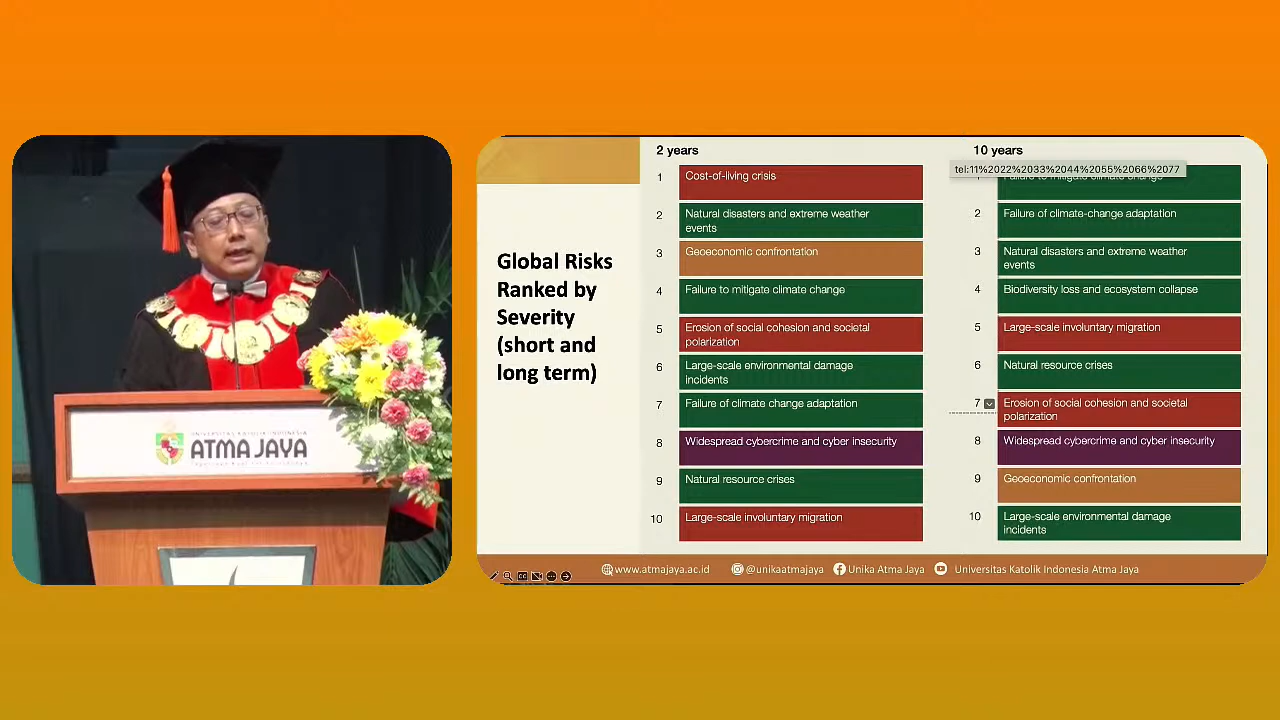 UNIVERSITAS KATOLIK INDONESIA
ATMA JAYA
Global Risks
Ranked by
Severity
(short and
long term)
2 years
1
Cost-of-living crisis
2
Natural disasters and extreme weather
events
3
Geoeconomic confrontation
4
Failure to mitigate climate change
5
Erosion of social cohesion and societal
polarization
6
Large-scale environmental damage
incidents
7
Failure of climate change adaptation
8
Widespread cybercrime and cyber insecurity
9
Natural resource crises
10
Large-scale involuntary migration
10 years
tel:11%2022%2033%2044%2055%2066%2077
Failure to mitigate climate change
2
Failure of climate-change adaptation
3
Natural disasters and extreme weather
events
4
Biodiversity loss and ecosystem collapse
5
Large-scale involuntary migration
6
Natural resource crises
7
Erosion of social cohesion and societal
polarization
8
Widespread cybercrime and cyber insecurity
9
Geoeconomic confrontation
10
Large-scale environmental damage
incidents
www.atmajaya.ac.id @unikaatmajaya Unika Atma Jaya Universitas Katolik Indonesia Atma Jaya